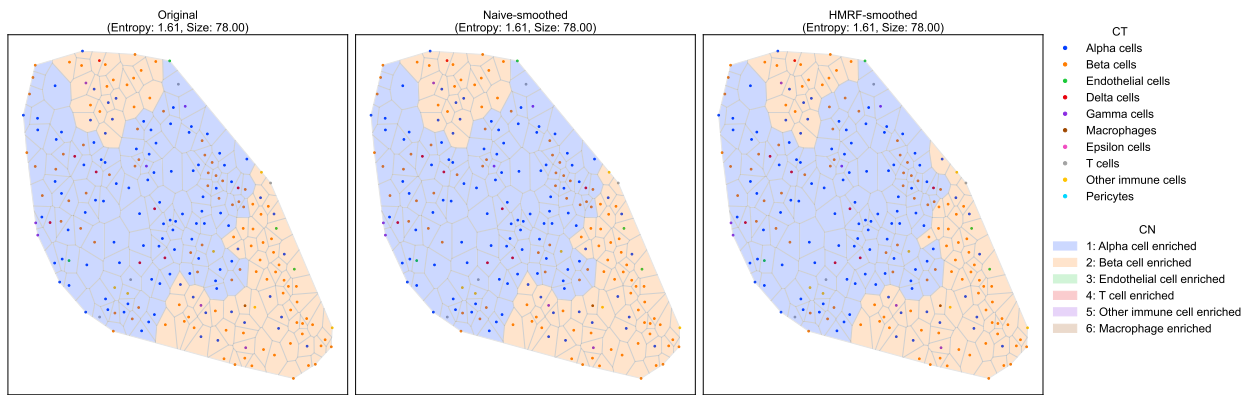 Original
(Entropy: 1.61, Size: 78.00)
Naive-smoothed
(Entropy: 1.61, Size: 78.00)
HMRF-smoothed
(Entropy: 1.61, Size: 78.00)
CT
Alpha cells
Beta cells
Endothelial cells
Delta cells
Gamma cells
Macrophages
Epsilon cells
T cells
Other immune cells
Pericytes
CN
1: Alpha cell enriched
2: Beta cell enriched
3: Endothelial cell enriched
4: T cell enriched
5: Other immune cell enriched
6: Macrophage enriched